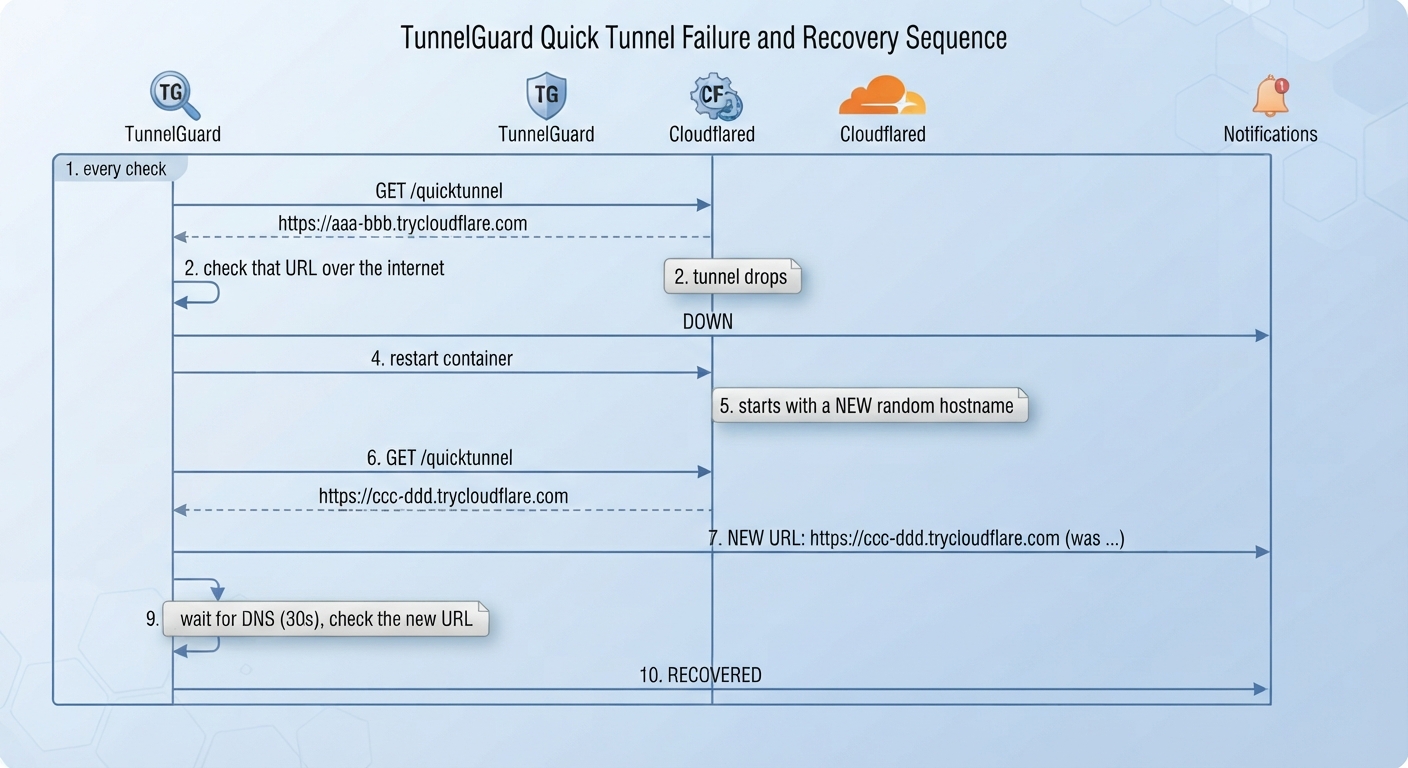 TunnelGuard Quick Tunnel Failure and Recovery Sequence
TG
TG
CF
1
TunnelGuard
TunnelGuard
Cloudflared
Cloudflared
Notifications
1. every check
GET /quicktunnel
https://aaa-bbb.trycloudflare.com
2. check that URL over the internet
2. tunnel drops
DOWN
4. restart container
5. starts with a NEW random hostname
6. GET /quicktunnel
https://ccc-ddd.trycloudflare.com
7. NEW URL: https://ccc-ddd.trycloudflare.com (was ...)
9. wait for DNS (30s), check the new URL
10. RECOVERED